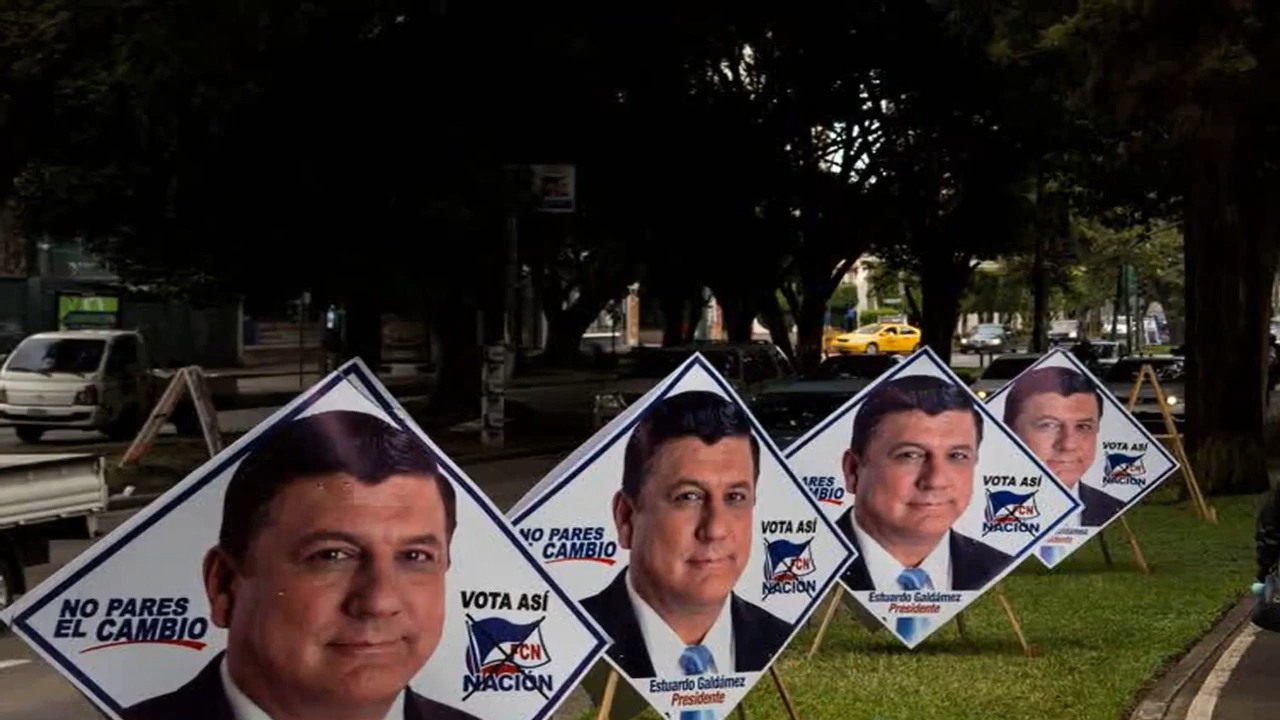 NO PARES
EL CAMBIO
VOTA ASÍ
FCN
NACIÓN
NO PARES
CAMBIO
VOTA ASÍ
FCN
NACIÓN
Estuardo Galdámez
Presidente
VOTA ASÍ
FCN
NACIÓN
Estuardo Galdámez
Presidente
VOTA ASÍ
FCN
NACIÓN